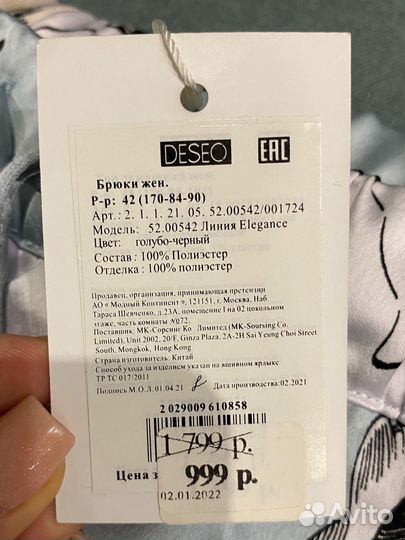 DESEO EAC
Брюки жен.
Р-р: 42 (170-84-90)
Арт.: 2. 1. 1. 21. 05. 52.00542/001724
Модель: 52.00542 Линия Elegance
Цвет: голубо-черный
Состав : 100% Полиэстер
Отделка : 100% полиэстер
Продавец, организация, принимающая претензии
АО « Модный Континент» , 121151, г. Москва, Наб.
Тараса Шевченко, д.23А, помещение 1 на 02 цокольном
этаже, часть комнаты №72.
Поставщик: МК-Сорсинг Ко . Лимитед (MK-Soursing Co.
Limited), Unit 2002, 20/F, Ginza Plaza, 2A-2H Sai Yeung Choi Street
South, Mongkok, Hong Kong
Страна изготовитель: Китай
Способ ухода за изделием указан на вшивном ярлыке
ТР ТС 017/2011
Подпись М.О.Л 01.04.21 Дата производства: 02.2021
2 029009 610858
1 799 р.
Цена з
999 р.
02.01.2022
Avito